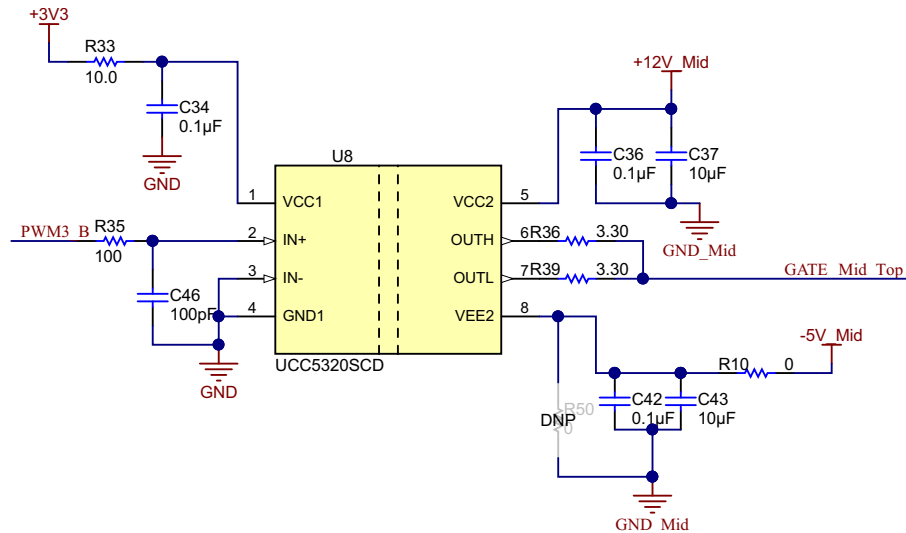 +3V3
R33
10.0
C34
0.1µF
GND
U8
+12V_Mid
C36
0.1µF
C37
10µF
GND_Mid
1
VCC1
VCC2
5
PWM3_B
R35
100
2
IN+
OUTH
6
R36
3.30
3
IN-
OUTL
7
R39
3.30
GATE_Mid_Top
C46
100pF
4
GND1
VEE2
8
GND
UCC5320SCD
-5V_Mid
R10
0
C42
0.1µF
C43
10µF
R50
DNP
0
GND_Mid